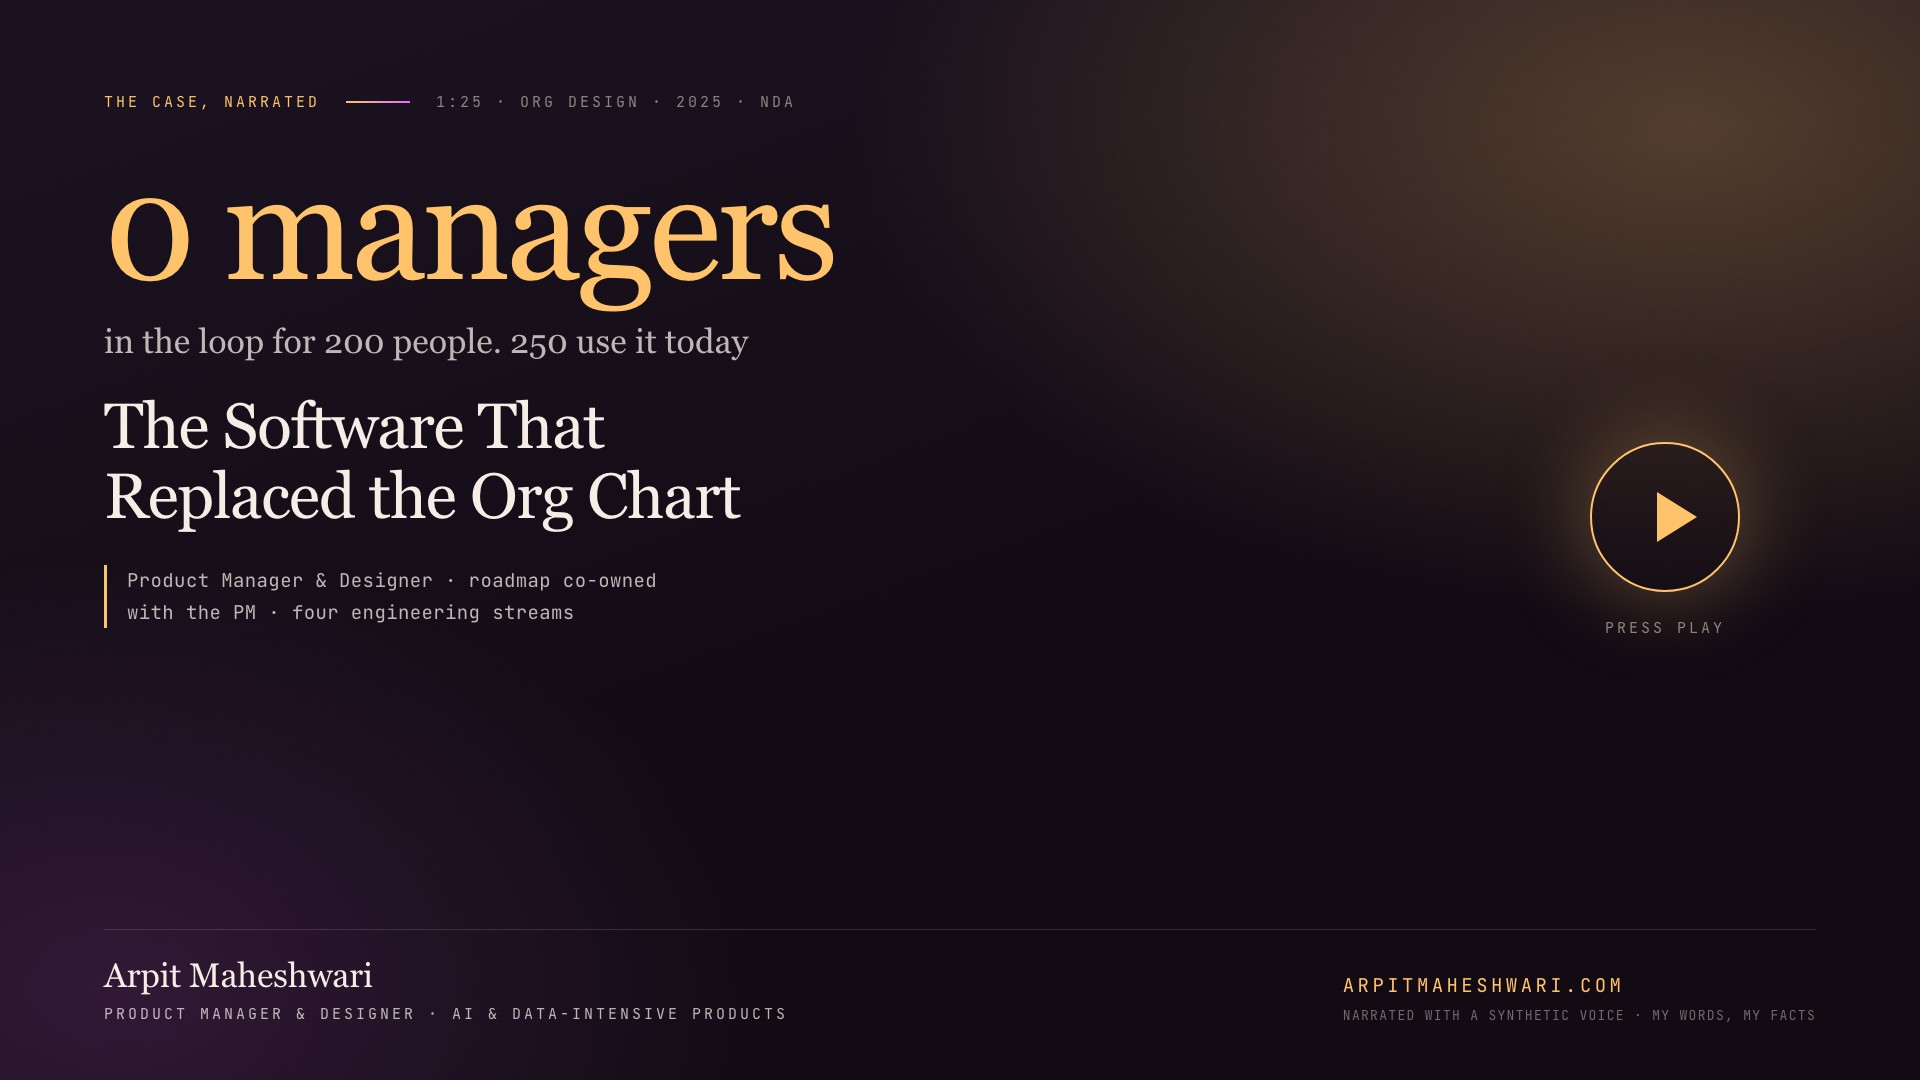 THE CASE, NARRATED
1:25 · ORG DESIGN · 2025 · NDA
0 managers
in the loop for 200 people. 250 use it today
The Software That
Replaced the Org Chart
Product Manager & Designer · roadmap co-owned
with the PM · four engineering streams
PRESS PLAY
Arpit Maheshwari
PRODUCT MANAGER & DESIGNER · AI & DATA-INTENSIVE PRODUCTS
ARPITMAHESHWARI.COM
NARRATED WITH A SYNTHETIC VOICE · MY WORDS, MY FACTS